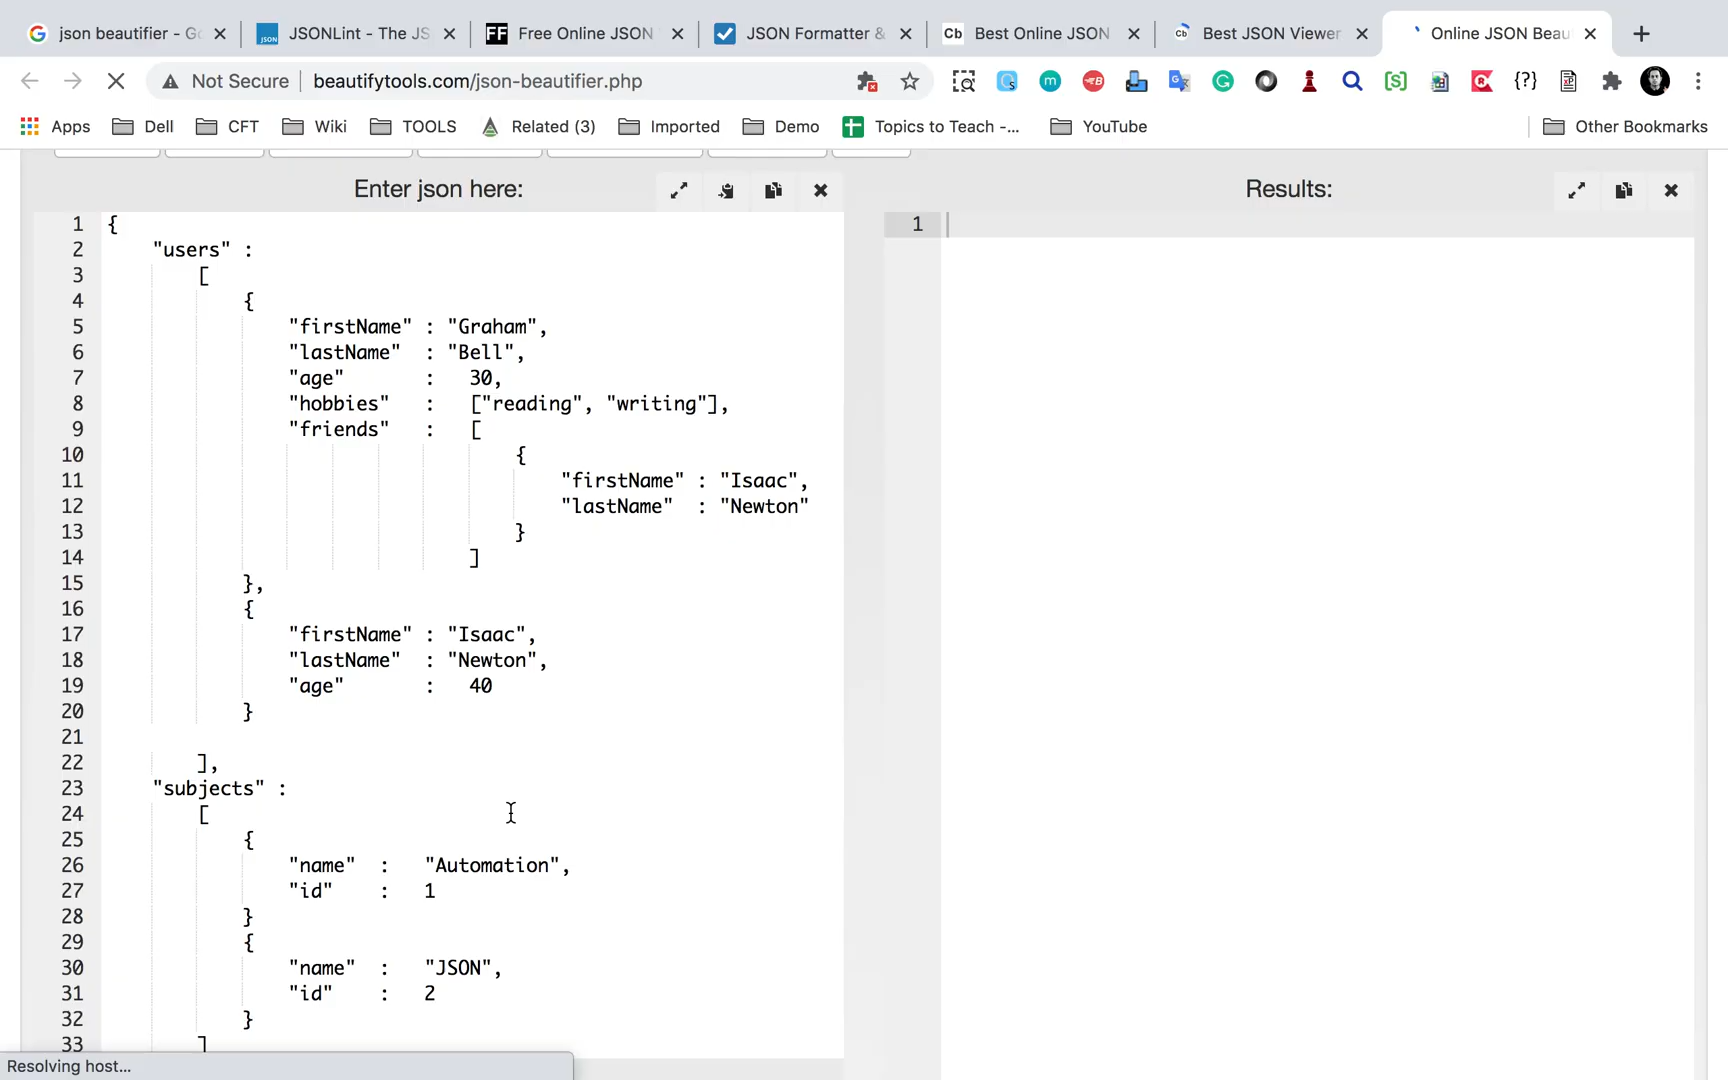 json beautifier - Go
JSONLint - The JS
Free Online JSON
JSON Formatter &
Best Online JSON
Best JSON Viewer
Online JSON Beau
Not Secure
beautifytools.com/json-beautifier.php
Apps
Dell
CFT
Wiki
TOOLS
Related (3)
Imported
Demo
Topics to Teach -...
YouTube
Other Bookmarks
Enter json here:
Results:
1 {
2 "users" :
3 [
4 {
5 "firstName" : "Graham",
6 "lastName" : "Bell",
7 "age" : 30,
8 "hobbies" : ["reading", "writing"],
9 "friends" : [
10 {
11 "firstName" : "Isaac",
12 "lastName" : "Newton"
13 }
14 ]
15 },
16 {
17 "firstName" : "Isaac",
18 "lastName" : "Newton",
19 "age" : 40
20 }
21
22 ],
23 "subjects" :
24 [
25 {
26 "name" : "Automation",
27 "id" : 1
28 }
29 {
30 "name" : "JSON",
31 "id" : 2
32 }
33 ]
1
Resolving host...